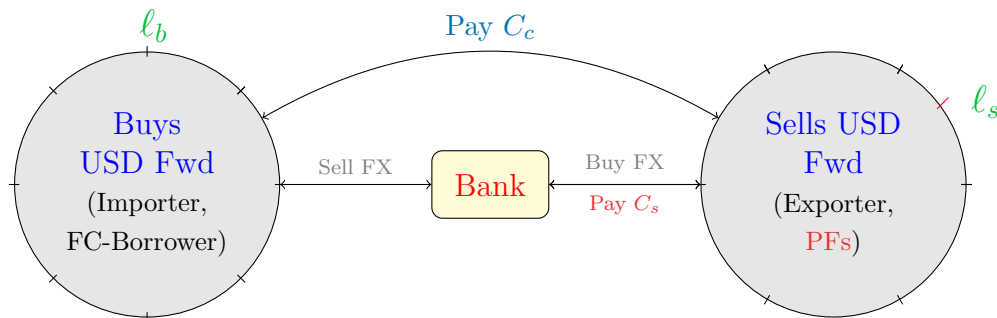 ℓ_b
Pay C_c
ℓ_s
Buys
USD Fwd
(Importer,
FC-Borrower)
Sell FX
Bank
Buy FX
Pay C_s
Sells USD
Fwd
(Exporter,
PFs)